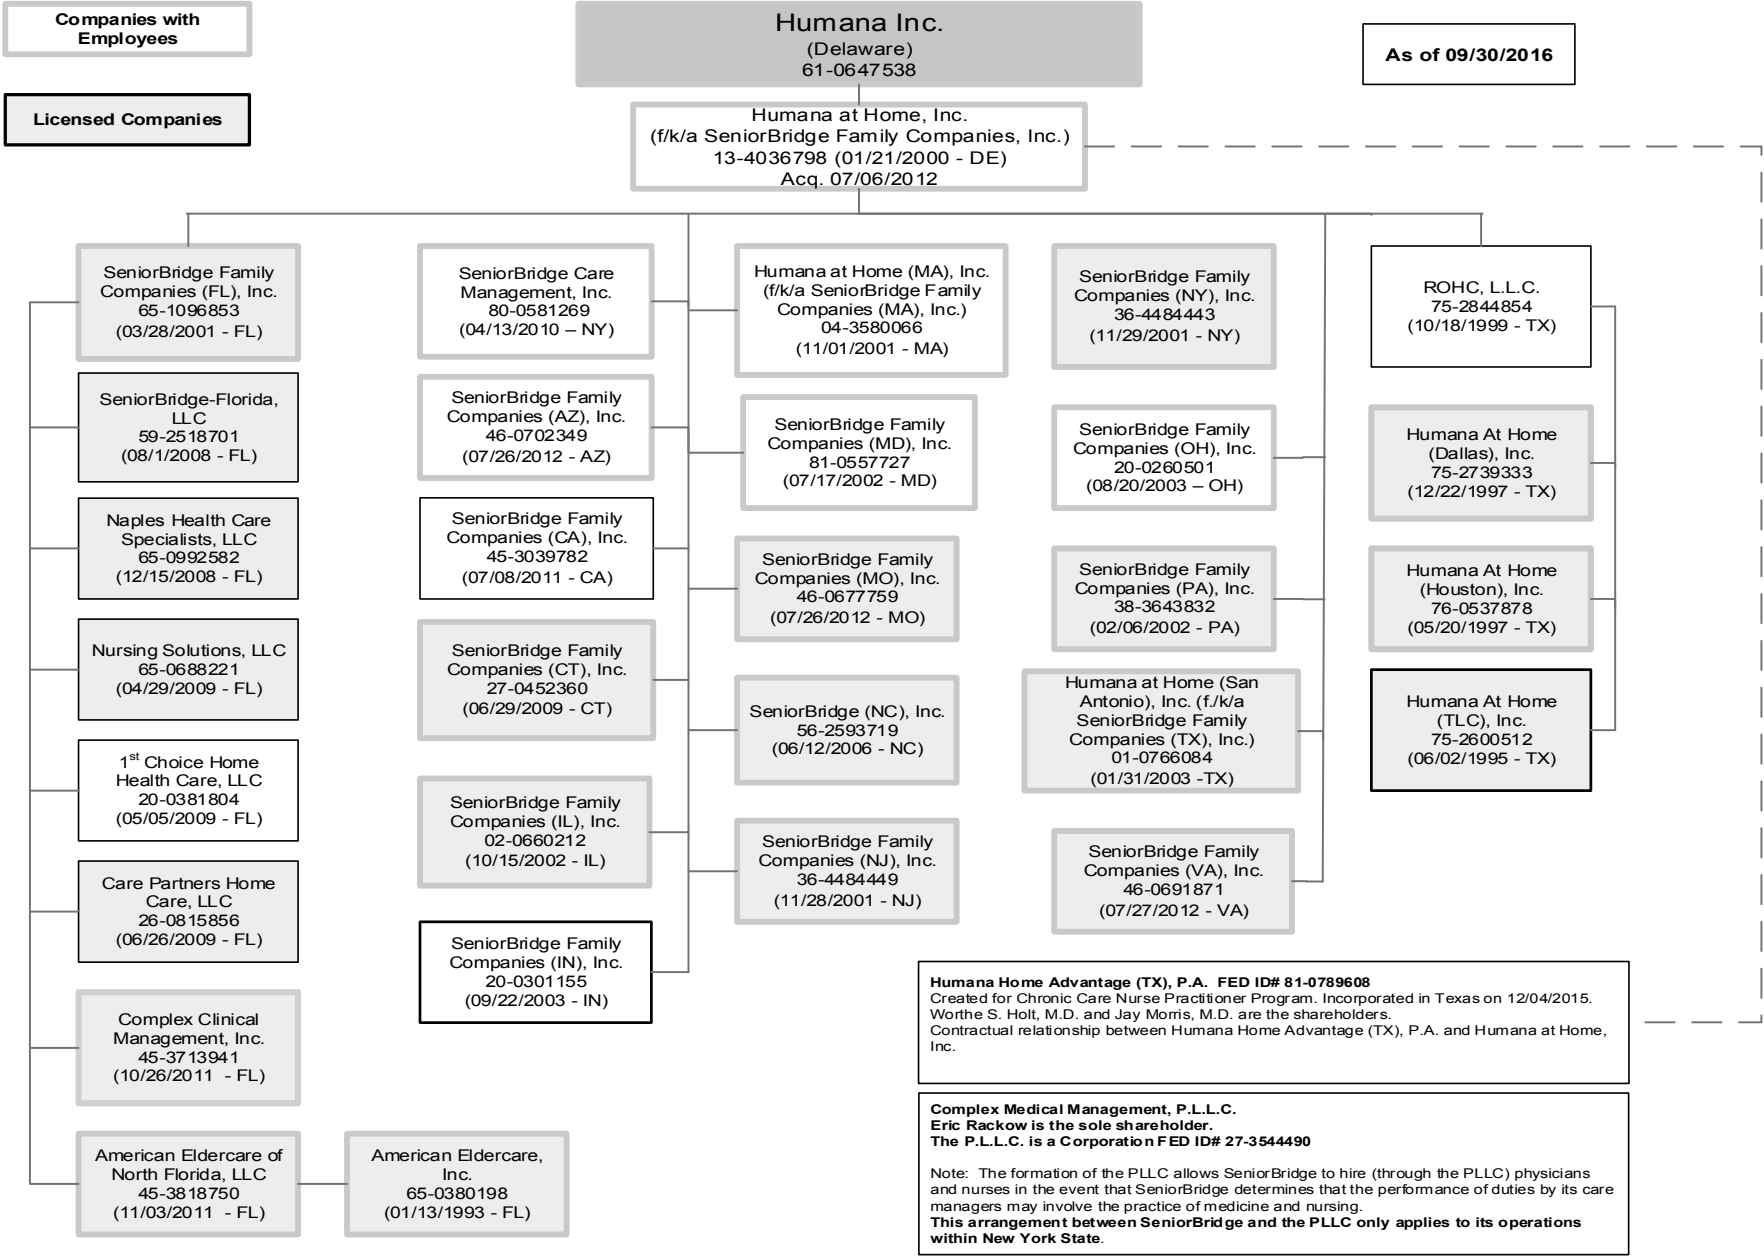 Companies with
Employees
Licensed Companies
Humana Inc.
(Delaware)
61-0647538
As of 09/30/2016
Humana at Home, Inc.
(f/k/a SeniorBridge Family Companies, Inc.)
13-4036798 (01/21/2000 - DE)
Acq. 07/06/2012
SeniorBridge Family
Companies (FL), Inc.
65-1096853
(03/28/2001 - FL)
SeniorBridge-Florida,
LLC
59-2518701
(08/1/2008 - FL)
Naples Health Care
Specialists, LLC
65-0992582
(12/15/2008 - FL)
Nursing Solutions, LLC
65-0688221
(04/29/2009 - FL)
1st Choice Home
Health Care, LLC
20-0381804
(05/05/2009 - FL)
Care Partners Home
Care, LLC
26-0815856
(06/26/2009 - FL)
Complex Clinical
Management, Inc.
45-3713941
(10/26/2011  - FL)
American Eldercare of
North Florida, LLC
45-3818750
(11/03/2011  - FL)
American Eldercare,
Inc.
65-0380198
(01/13/1993 - FL)
SeniorBridge Care
Management, Inc.
80-0581269
(04/13/2010 – NY)
SeniorBridge Family
Companies (AZ), Inc.
46-0702349
(07/26/2012 - AZ)
SeniorBridge Family
Companies (CA), Inc.
45-3039782
(07/08/2011 - CA)
SeniorBridge Family
Companies (CT), Inc.
27-0452360
(06/29/2009 - CT)
SeniorBridge Family
Companies (IL), Inc.
02-0660212
(10/15/2002 - IL)
SeniorBridge Family
Companies (IN), Inc.
20-0301155
(09/22/2003 - IN)
Humana at Home (MA), Inc.
(f/k/a SeniorBridge Family
Companies (MA), Inc.)
04-3580066
(11/01/2001 - MA)
SeniorBridge Family
Companies (MD), Inc.
81-0557727
(07/17/2002 - MD)
SeniorBridge Family
Companies (MO), Inc.
46-0677759
(07/26/2012 - MO)
SeniorBridge (NC), Inc.
56-2593719
(06/12/2006 - NC)
SeniorBridge Family
Companies (NJ), Inc.
36-4484449
(11/28/2001 - NJ)
SeniorBridge Family
Companies (NY), Inc.
36-4484443
(11/29/2001 - NY)
SeniorBridge Family
Companies (OH), Inc.
20-0260501
(08/20/2003 – OH)
SeniorBridge Family
Companies (PA), Inc.
38-3643832
(02/06/2002 - PA)
Humana at Home (San
Antonio), Inc. (f./k/a
SeniorBridge Family
Companies (TX), Inc.)
01-0766084
(01/31/2003 -TX)
SeniorBridge Family
Companies (VA), Inc.
46-0691871
(07/27/2012 - VA)
ROHC, L.L.C.
75-2844854
(10/18/1999 - TX)
Humana At Home
(Dallas), Inc.
75-2739333
(12/22/1997 - TX)
Humana At Home
(Houston), Inc.
76-0537878
(05/20/1997 - TX)
Humana At Home
(TLC), Inc.
75-2600512
(06/02/1995 - TX)
Humana Home Advantage (TX), P.A.  FED ID# 81-0789608
Created for Chronic Care Nurse Practitioner Program. Incorporated in Texas on 12/04/2015.
Worthe S. Holt, M.D. and Jay Morris, M.D. are the shareholders.
Contractual relationship between Humana Home Advantage (TX), P.A. and Humana at Home,
Inc.
Complex Medical Management, P.L.L.C.
Eric Rackow is the sole shareholder.
The P.L.L.C. is a Corporation FED ID# 27-3544490
Note:  The formation of the PLLC allows SeniorBridge to hire (through the PLLC) physicians
and nurses in the event that SeniorBridge determines that the performance of duties by its care
managers may involve the practice of medicine and nursing.
This arrangement between SeniorBridge and the PLLC only applies to its operations
within New York State.